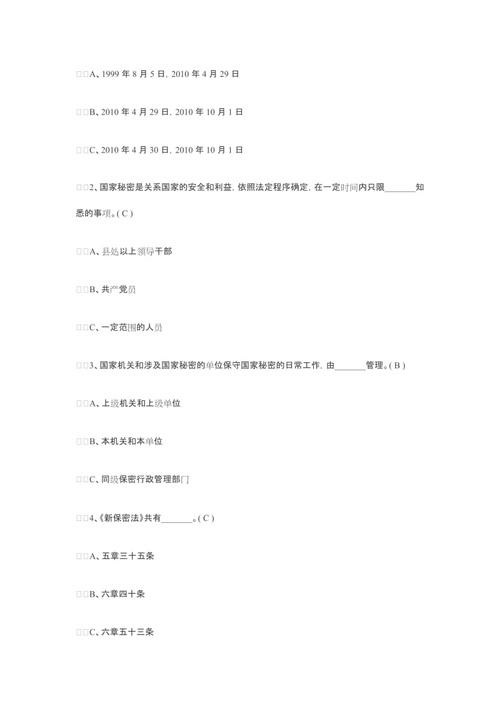 □□A、1999 年 8 月 5 日，2010 年 4 月 29 日
□□B、2010 年 4 月 29 日，2010 年 10 月 1 日
□□C、2010 年 4 月 30 日，2010 年 10 月 1 日
□□2、国家秘密是关系国家的安全和利益，依照法定程序确定，在一定时间内只限_______知
悉的事项。( C )
□□A、县处以上领导干部
□□B、共产党员
□□C、一定范围的人员
□□3、国家机关和涉及国家秘密的单位保守国家秘密的日常工作，由_______管理。( B )
□□A、上级机关和上级单位
□□B、本机关和本单位
□□C、同级保密行政管理部门
□□4、《新保密法》共有_______。( C )
□□A、五章三十五条
□□B、六章四十条
□□C、六章五十三条